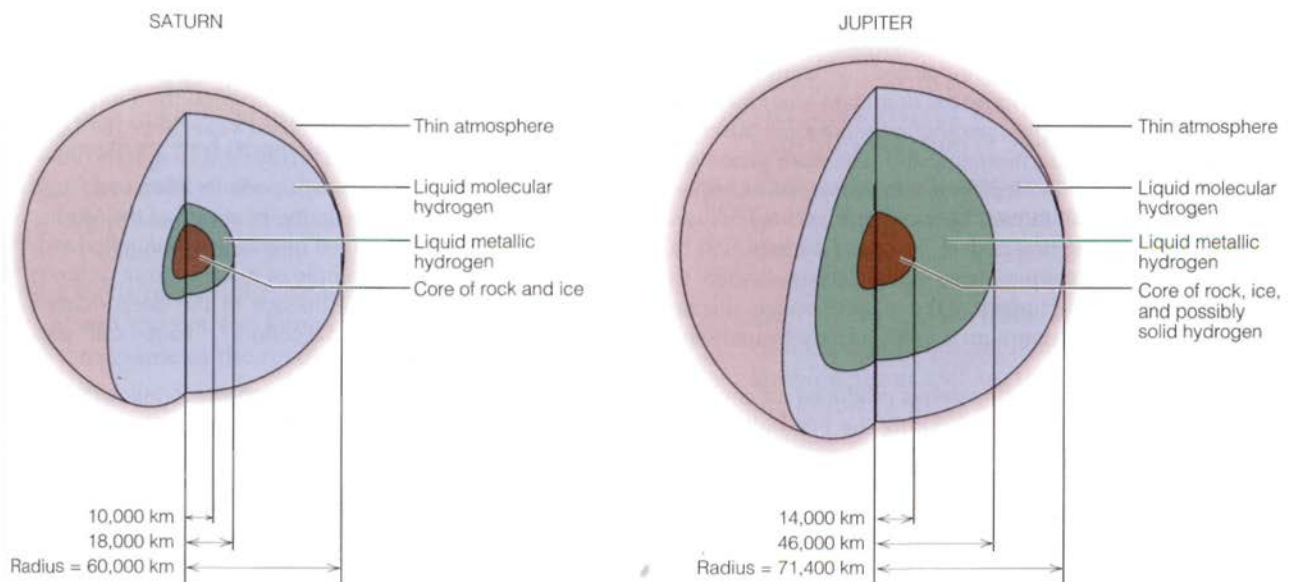 SATURN
Thin atmosphere
Liquid molecular
hydrogen
Liquid metallic
hydrogen
Core of rock and ice
10,000 km
18,000 km
Radius = 60,000 km
JUPITER
Thin atmosphere
Liquid molecular
hydrogen
Liquid metallic
hydrogen
Core of rock, ice,
and possibly
solid hydrogen
14,000 km
46,000 km
Radius = 71,400 km